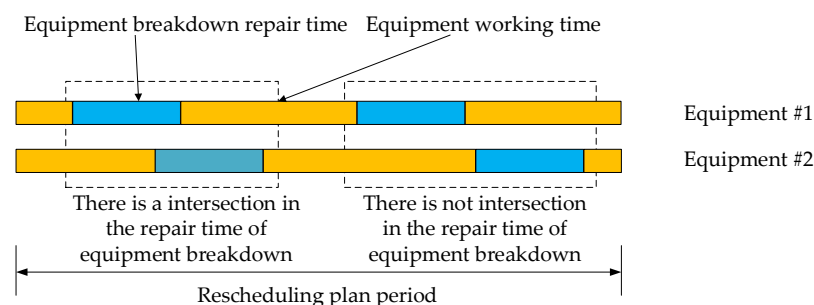 Equipment breakdown repair time
Equipment working time
Equipment #1
Equipment #2
There is a intersection in
the repair time of
equipment breakdown
There is not intersection
in the repair time of
equipment breakdown
Rescheduling plan period